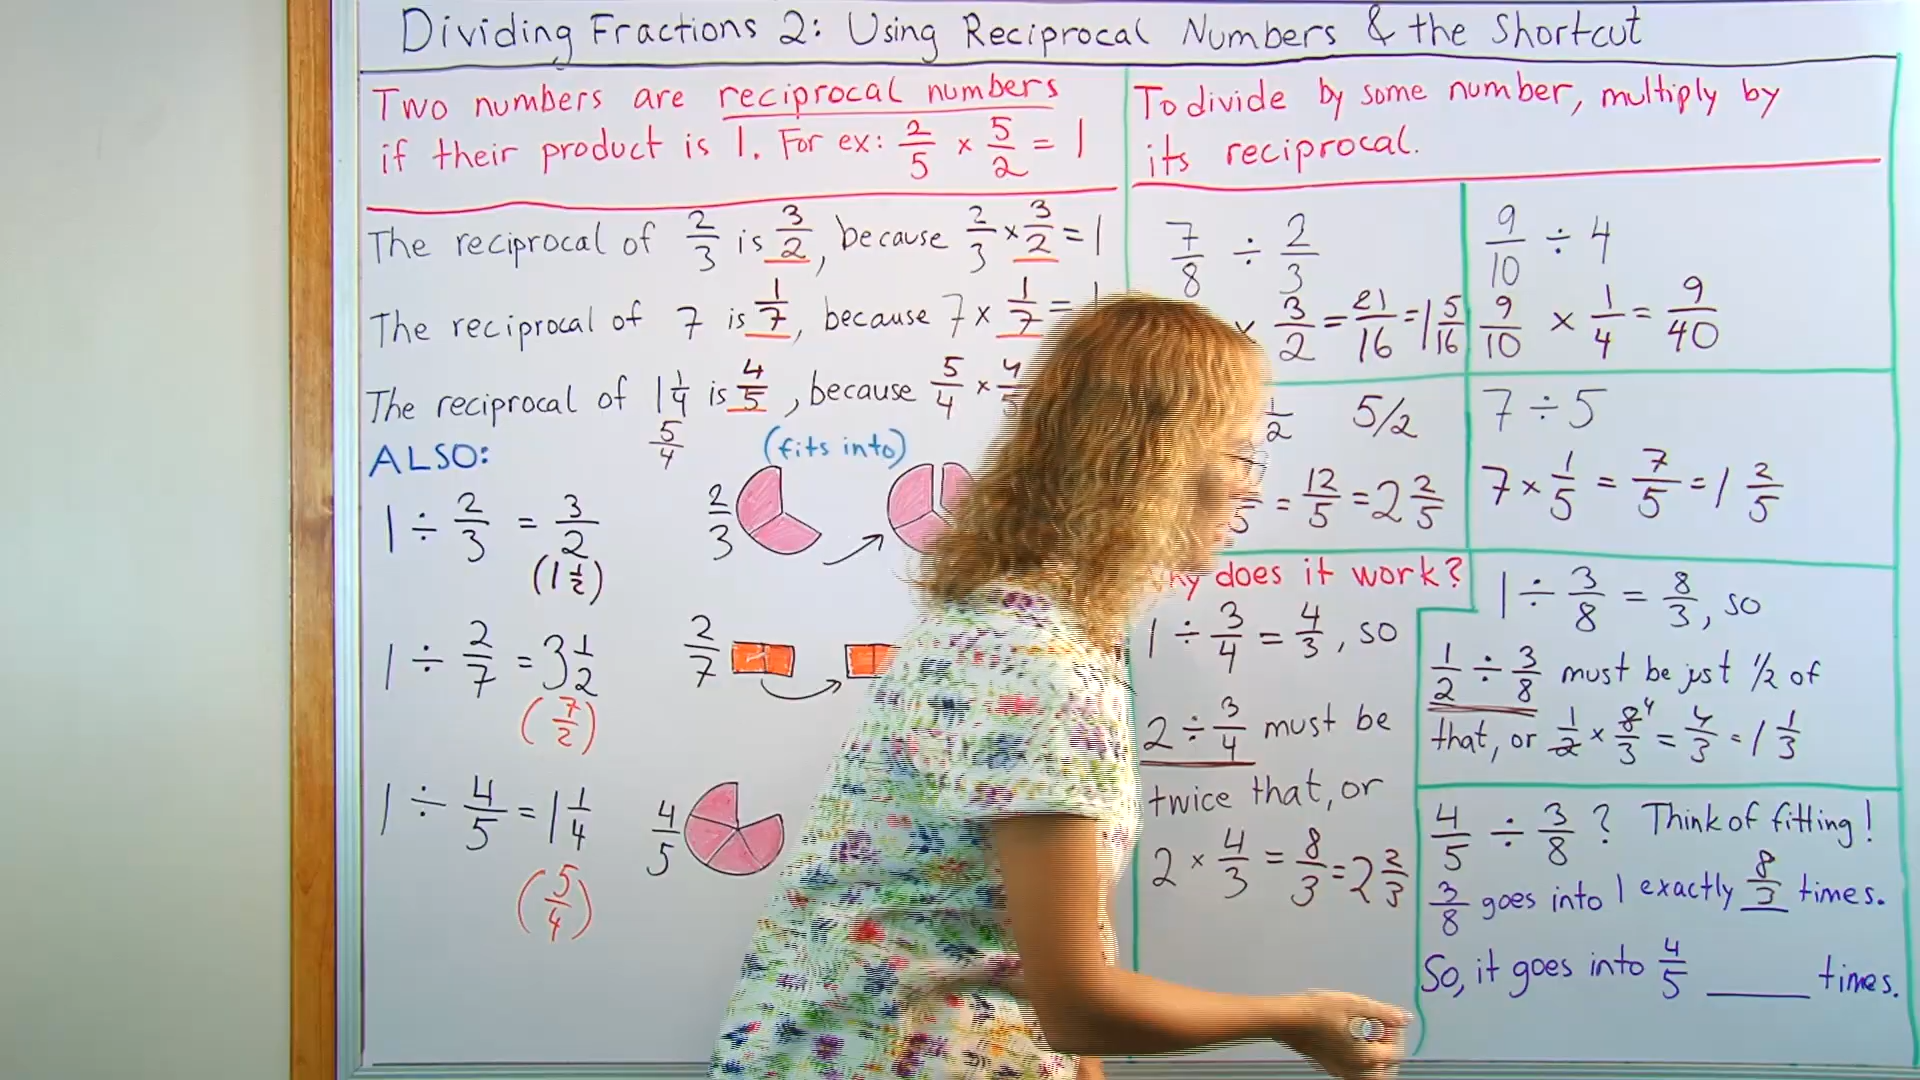 Dividing Fractions 2: Using Reciprocal Numbers & the Shortcut
Two numbers are reciprocal numbers
if their product is 1. For ex: 2/5 × 5/2 = 1
The reciprocal of 2/3 is 3/2, because 2/3 × 3/2 = 1
The reciprocal of 7 is 1/7, because 7 × 1/7 =
The reciprocal of 1 1/4 is 4/5, because 5/4 × 4/5
5/4
ALSO:
(fits into)
1 ÷ 2/3 = 3/2
(1 1/2)
2/3
1 ÷ 2/7 = 3 1/2
(7/2)
2/7
1 ÷ 4/5 = 1 1/4
(5/4)
4/5
To divide by some number, multiply by
its reciprocal.
7/8 ÷ 2/3
× 3/2 = 21/16 = 1 5/16
9/10 ÷ 4
9/10 × 1/4 = 9/40
1/2 5/2
5 = 12/5 = 2 2/5
7 ÷ 5
7 × 1/5 = 7/5 = 1 2/5
does it work?
1 ÷ 3/4 = 4/3, so
2 ÷ 3/4 must be
twice that, or
2 × 4/3 = 8/3 = 2 2/3
1 ÷ 3/8 = 8/3, so
1/2 ÷ 3/8 must be just 1/2 of
that, or 1/2 × 8⁴/3 = 4/3 = 1 1/3
4/5 ÷ 3/8 ? Think of fitting!
3/8 goes into 1 exactly 8/3 times.
So, it goes into 4/5 _____ times.